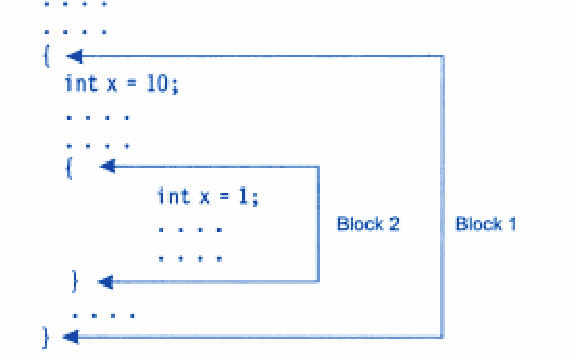 . . . .
. . . .
{
int x = 10;
. . . .
. . . .
{
int x = 1;
. . . .
. . . .
Block 2
Block 1
}
. . . .
}